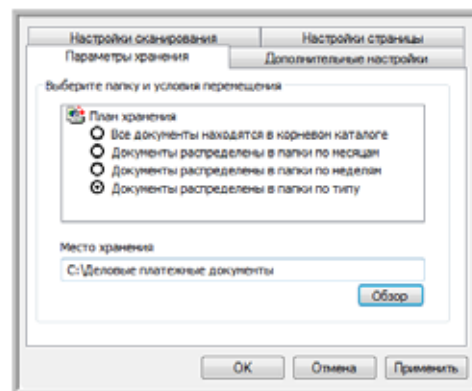 Настройки сканирования
Настройки страницы
Параметры хранения
Дополнительные настройки
Выберите папку и условия перемещения
План хранения
Все документы находятся в корневом каталоге
Документы распределены в папки по месяцам
Документы распределены в папки по неделям
Документы распределены в папки по типу
Место хранения
C:\Деловые платежные документы
Обзор
OK
Отмена
Применить